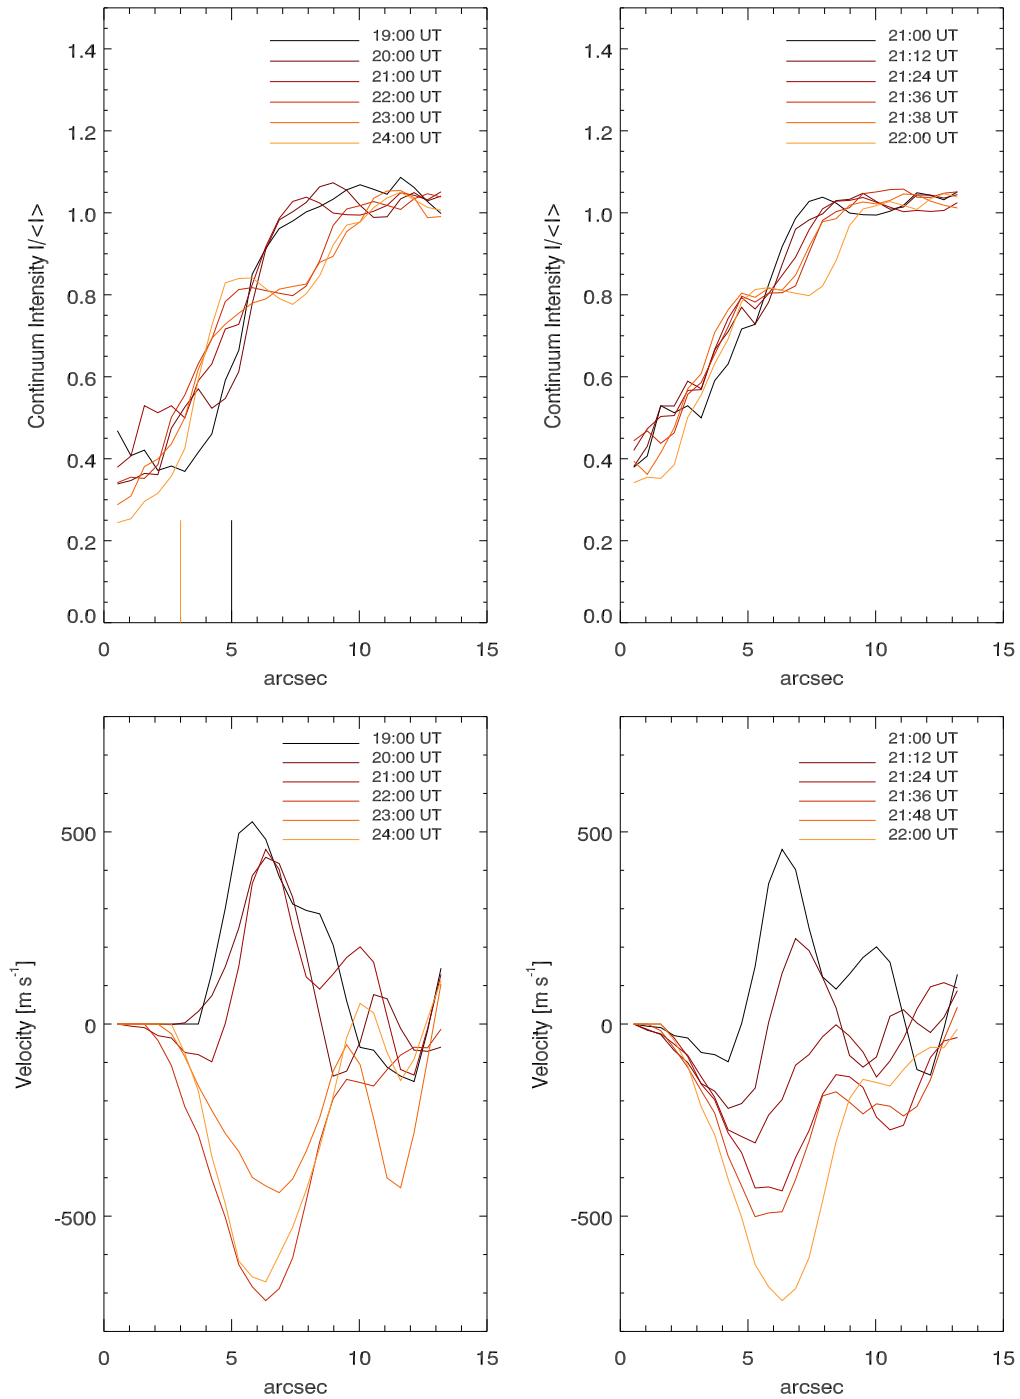 1.4
1.2
1.0
0.8
0.6
0.4
0.2
0.0
Continuum Intensity I/<I>
19:00 UT
20:00 UT
21:00 UT
22:00 UT
23:00 UT
24:00 UT
0 5 10 15
arcsec
1.4
1.2
1.0
0.8
0.6
0.4
0.2
0.0
Continuum Intensity I/<I>
21:00 UT
21:12 UT
21:24 UT
21:36 UT
21:38 UT
22:00 UT
0 5 10 15
arcsec
500
0
-500
Velocity [m s-1]
19:00 UT
20:00 UT
21:00 UT
22:00 UT
23:00 UT
24:00 UT
0 5 10 15
arcsec
500
0
-500
Velocity [m s-1]
21:00 UT
21:12 UT
21:24 UT
21:36 UT
21:48 UT
22:00 UT
0 5 10 15
arcsec